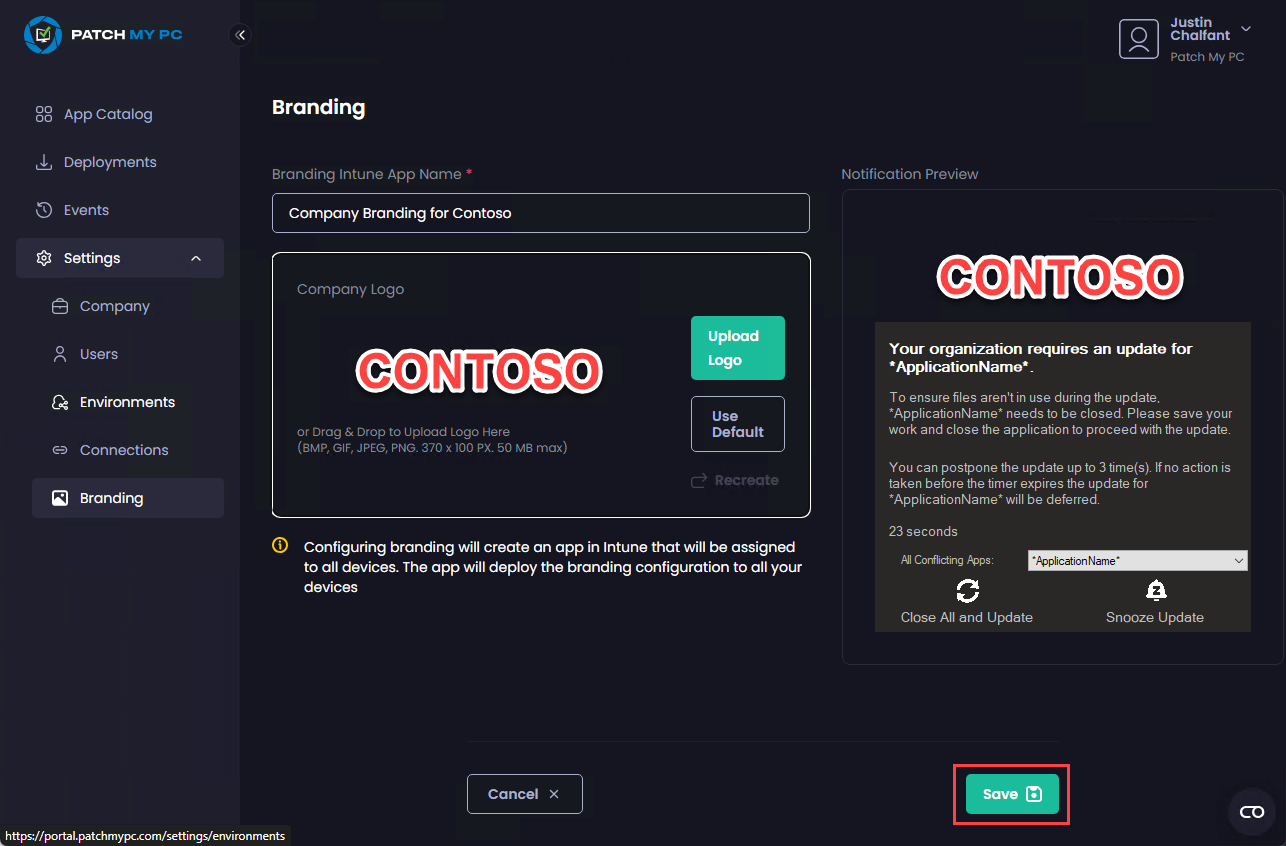 PATCH MY PC
Justin
Chalfant
Patch My PC
App Catalog
Deployments
Events
Settings
Company
Users
Environments
Connections
Branding
Branding
Branding Intune App Name *
Company Branding for Contoso
Company Logo
CONTOSO
Upload
Logo
Use
Default
or Drag & Drop to Upload Logo Here
(BMP, GIF, JPEG, PNG. 370 x 100 PX. 50 MB max)
Recreate
Configuring branding will create an app in Intune that will be assigned
to all devices. The app will deploy the branding configuration to all your
devices
Notification Preview
CONTOSO
Your organization requires an update for
*ApplicationName*.
To ensure files aren't in use during the update,
*ApplicationName* needs to be closed. Please save your
work and close the application to proceed with the update.
You can postpone the update up to 3 time(s). If no action is
taken before the timer expires the update for
*ApplicationName* will be deferred.
23 seconds
All Conflicting Apps: *ApplicationName*
Close All and Update Snooze Update
Cancel Save
https://portal.patchmypc.com/settings/environments